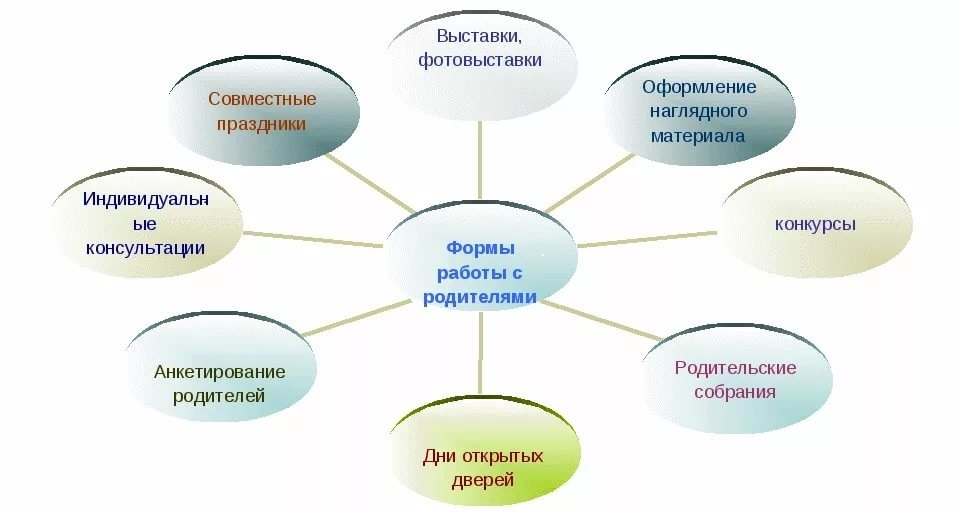 Выставки,
фотовыставки
Оформление
наглядного
материала
конкурсы
Родительские
собрания
Дни открытых
дверей
Анкетирование
родителей
Индивидуальн
ые
консультации
Совместные
праздники
Формы
работы с
родителями